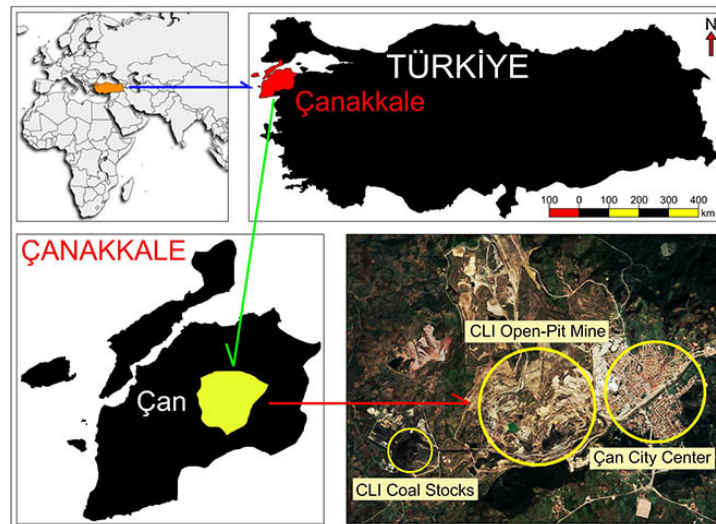 TÜRKİYE
N
Çanakkale
100 0 100 200 300 400
km
ÇANAKKALE
Çan
CLI Open-Pit Mine
Çan City Center
CLI Coal Stocks